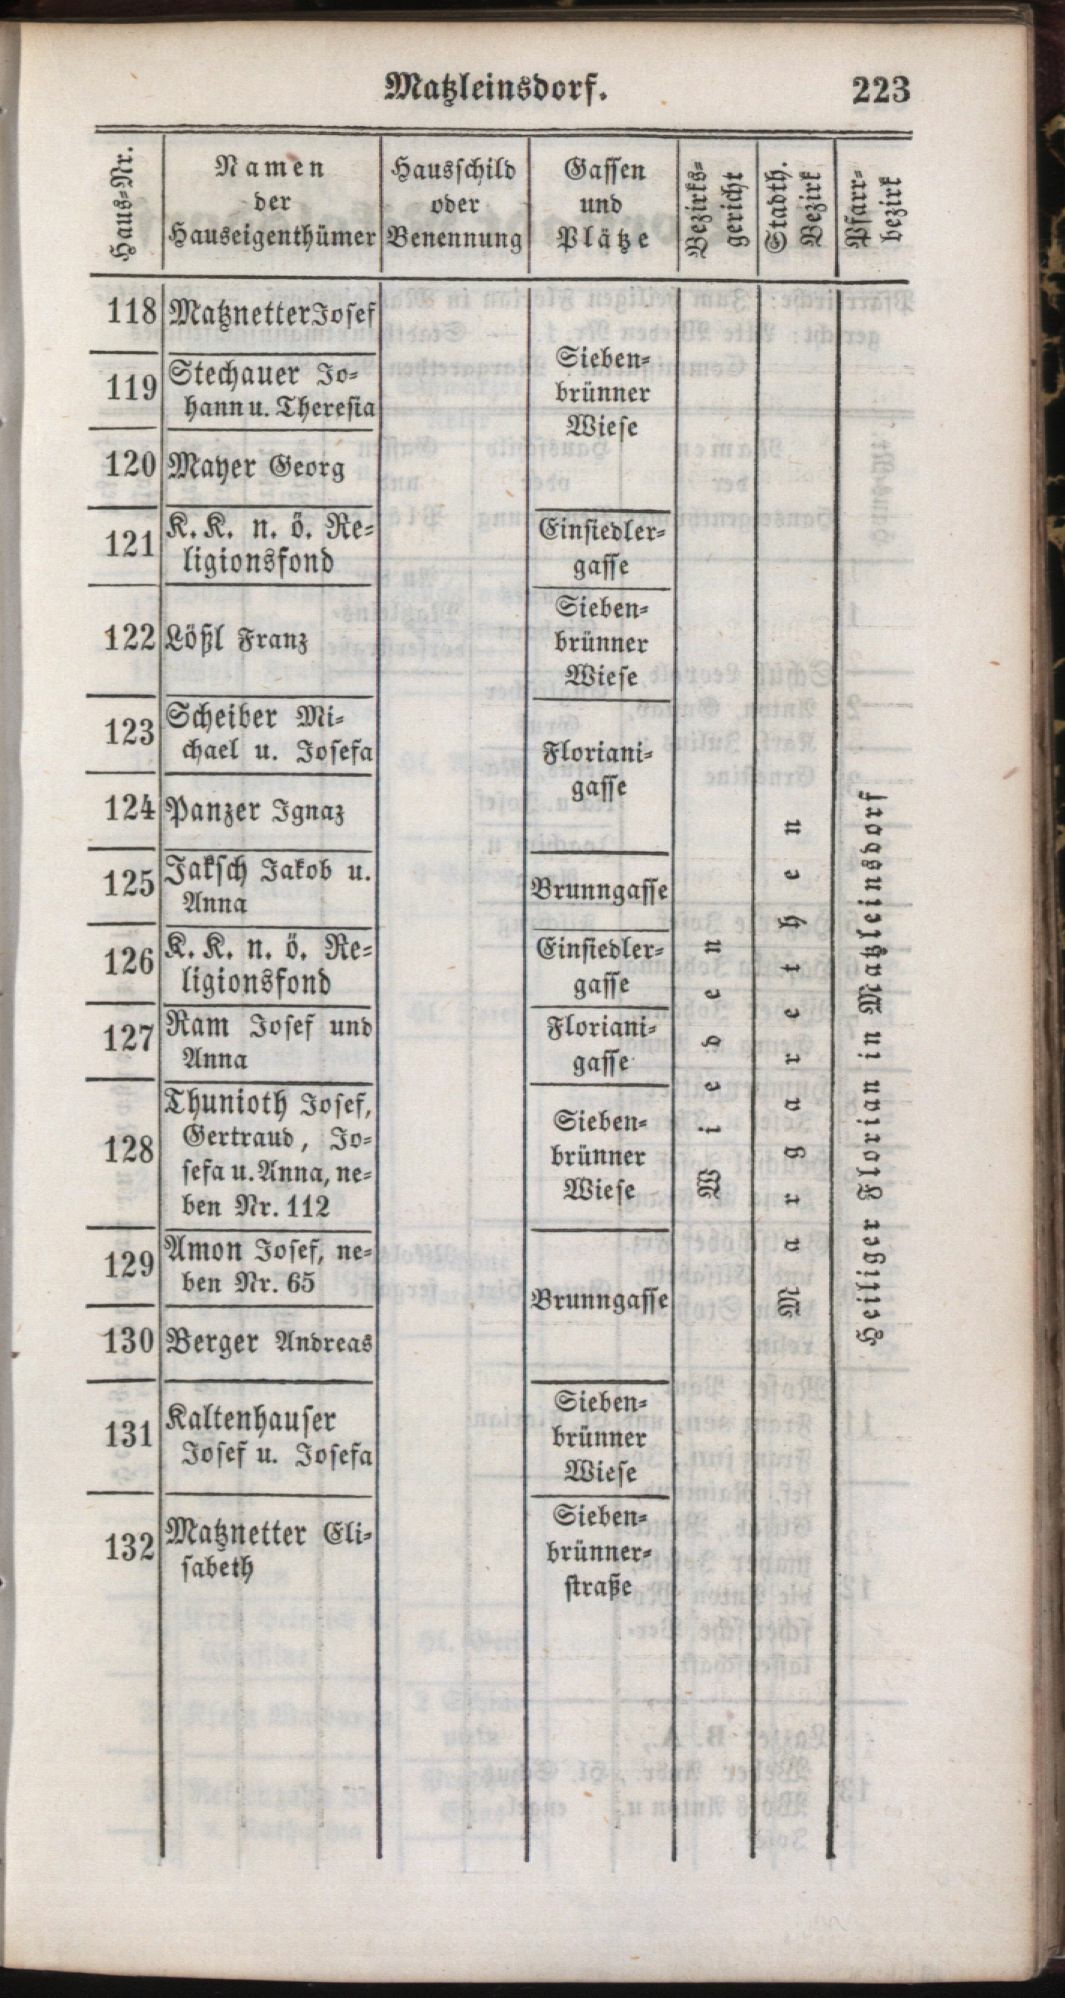 Matzleinsdorf. 223
Haus-Nr.
Namen
der
Hauseigenthümer
Hausschild
oder
Benennung
Gassen
und
Plätze
Bezirks-
gericht
Stadth.
Bezirk
Pfarr-
bezirk
118 Matznetter Josef
119 Stechauer Jo-
hann u. Theresia
Sieben-
brünner
Wiese
120 Mayer Georg
121 K. K. n. ö. Re-
ligionsfond
Einsiedler-
gasse
122 Lößl Franz
Sieben-
brünner
Wiese
123 Scheiber Mi-
chael u. Josefa
Floriani-
gasse
124 Panzer Ignaz
125 Jaksch Jakob u.
Anna
Brunngasse
126 K. K. n. ö. Re-
ligionsfond
Einsiedler-
gasse
127 Ram Josef und
Anna
Floriani-
gasse
128 Thunioth Josef,
Gertraud, Jo-
sefa u. Anna, ne-
ben Nr. 112
Sieben-
brünner
Wiese
129 Amon Josef, ne-
ben Nr. 65
Brunngasse
130 Berger Andreas
131 Kaltenhauser
Josef u. Josefa
Sieben-
brünner
Wiese
132 Matznetter Eli-
sabeth
Sieben-
brünner-
straße
Wiegen
Margarethen
Heiliger Florian in Matzleinsdorf